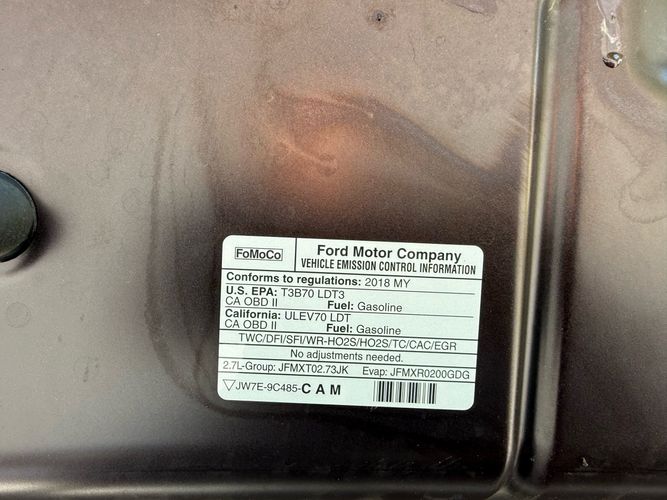 FoMoCo
Ford Motor Company
VEHICLE EMISSION CONTROL INFORMATION
Conforms to regulations: 2018 MY
U.S. EPA: T3B70 LDT3
CA OBD II Fuel: Gasoline
California: ULEV70 LDT
CA OBD II Fuel: Gasoline
TWC/DFI/SFI/WR-HO2S/HO2S/TC/CAC/EGR
No adjustments needed.
2.7L-Group: JFMXT02.73JK Evap: JFMXR0200GDG
▽JW7E-9C485-C A M